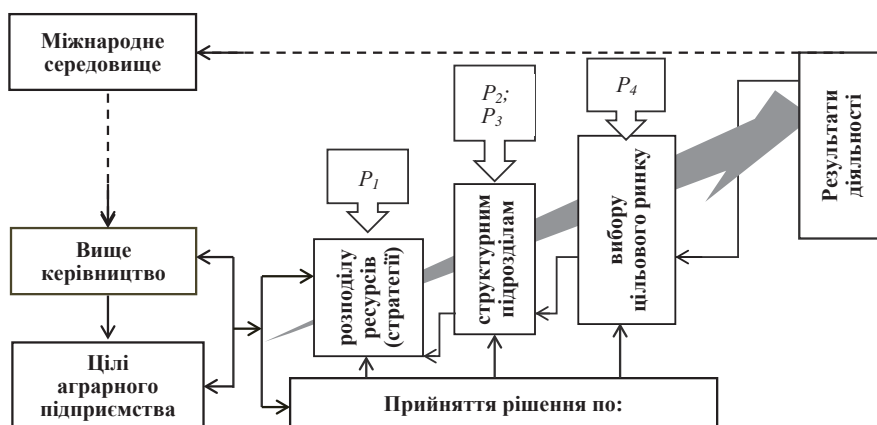 Міжнародне
середовище
P2;
P3
P4
P1
Результати
діяльності
вибору
цільового ринку
структурним
підрозділам
розподілу
ресурсів
(стратегії)
Вище
керівництво
Цілі
аграрного
підприємства
Прийняття рішення по: